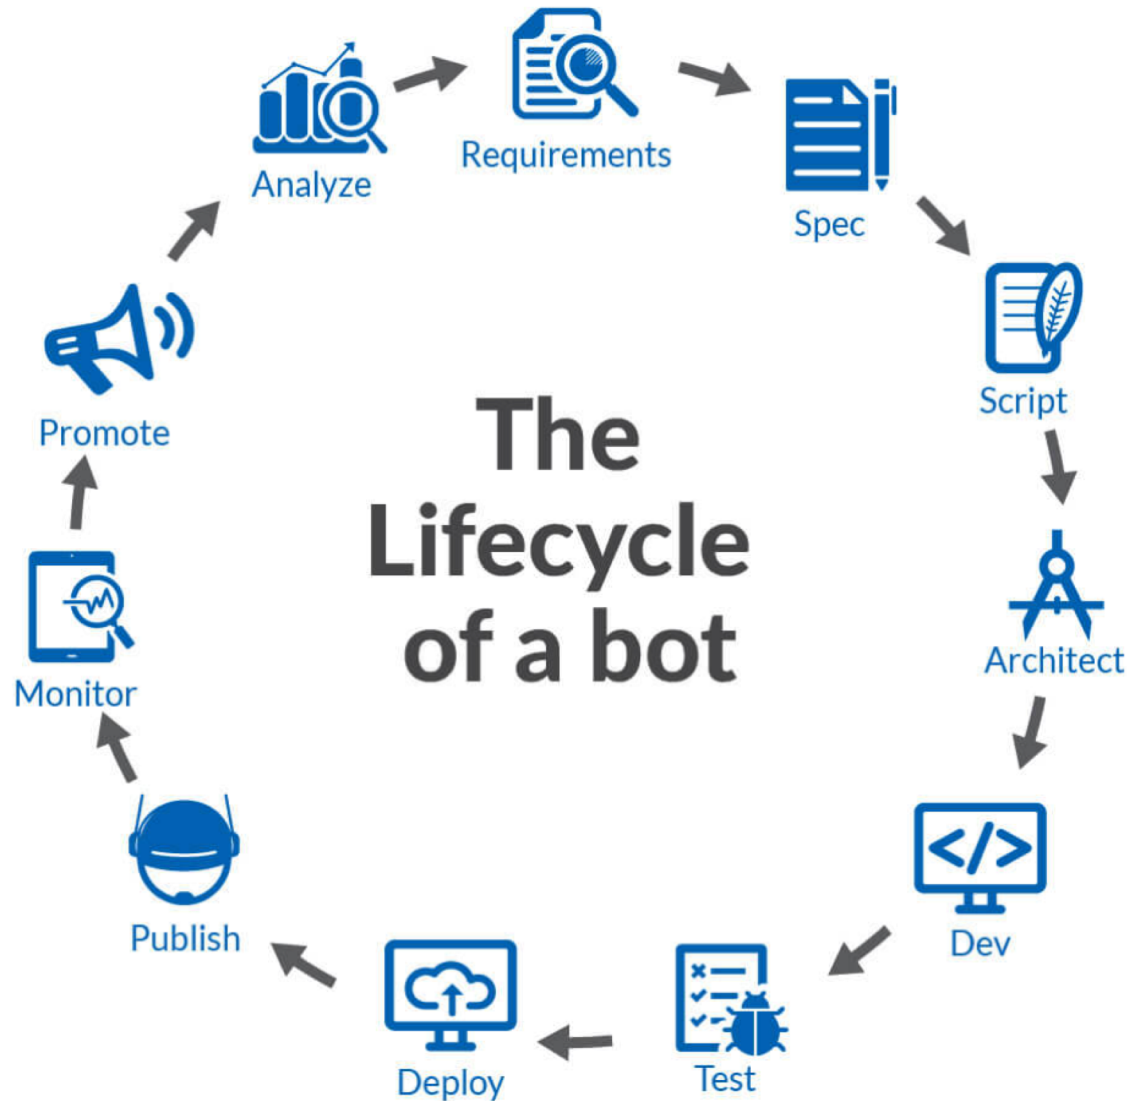 Requirements
Spec
Script
Architect
Dev
Test
Deploy
Publish
Monitor
Promote
Analyze
The
Lifecycle
of a bot